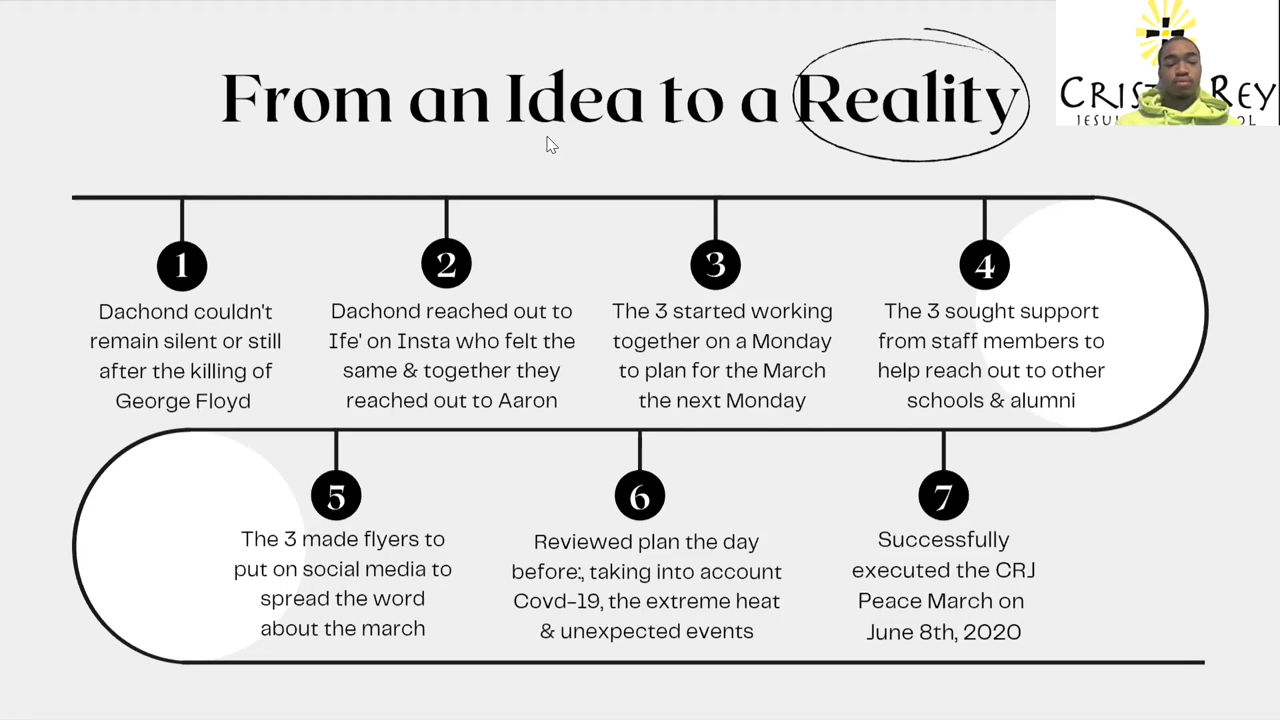 From an Idea to a Reality
CRIS REY
JESU OL
1
Dachond couldn't
remain silent or still
after the killing of
George Floyd
2
Dachond reached out to
Ife' on Insta who felt the
same & together they
reached out to Aaron
3
The 3 started working
together on a Monday
to plan for the March
the next Monday
4
The 3 sought support
from staff members to
help reach out to other
schools & alumni
5
The 3 made flyers to
put on social media to
spread the word
about the march
6
Reviewed plan the day
before:, taking into account
Covd-19, the extreme heat
& unexpected events
7
Successfully
executed the CRJ
Peace March on
June 8th, 2020